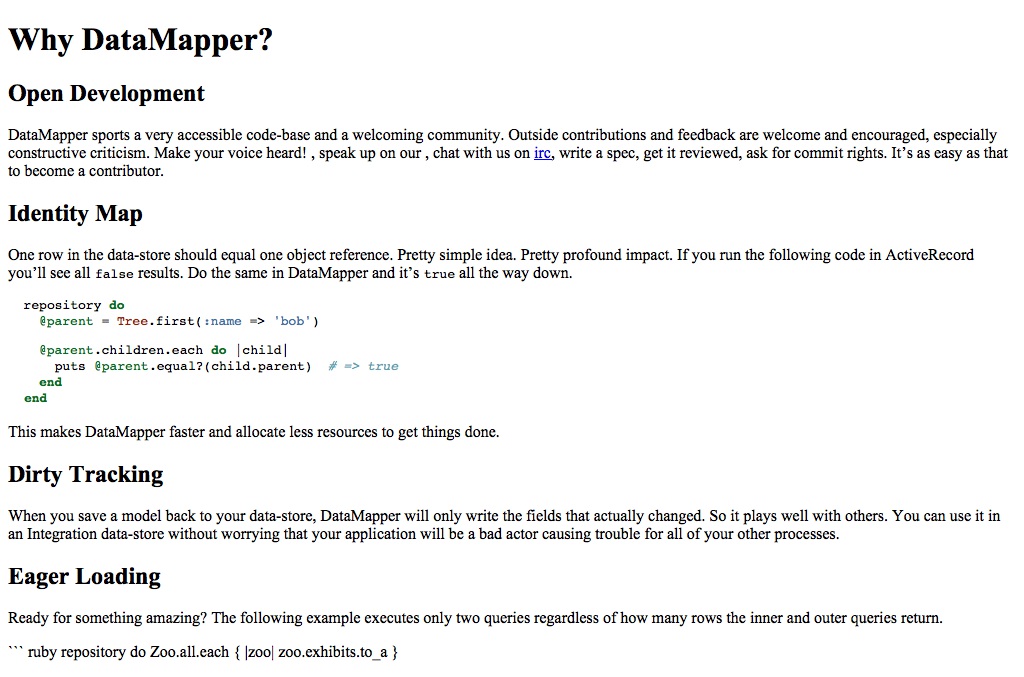 Why DataMapper?
Open Development
DataMapper sports a very accessible code-base and a welcoming community. Outside contributions and feedback are welcome and encouraged, especially
constructive criticism. Make your voice heard! , speak up on our , chat with us on irc, write a spec, get it reviewed, ask for commit rights. It’s as easy as that
to become a contributor.
Identity Map
One row in the data-store should equal one object reference. Pretty simple idea. Pretty profound impact. If you run the following code in ActiveRecord
you’ll see all false results. Do the same in DataMapper and it’s true all the way down.
repository do
@parent = Tree.first(:name => 'bob')
@parent.children.each do |child|
puts @parent.equal?(child.parent)  # => true
end
end
This makes DataMapper faster and allocate less resources to get things done.
Dirty Tracking
When you save a model back to your data-store, DataMapper will only write the fields that actually changed. So it plays well with others. You can use it in
an Integration data-store without worrying that your application will be a bad actor causing trouble for all of your other processes.
Eager Loading
Ready for something amazing? The following example executes only two queries regardless of how many rows the inner and outer queries return.
``` ruby repository do Zoo.all.each { |zoo| zoo.exhibits.to_a }